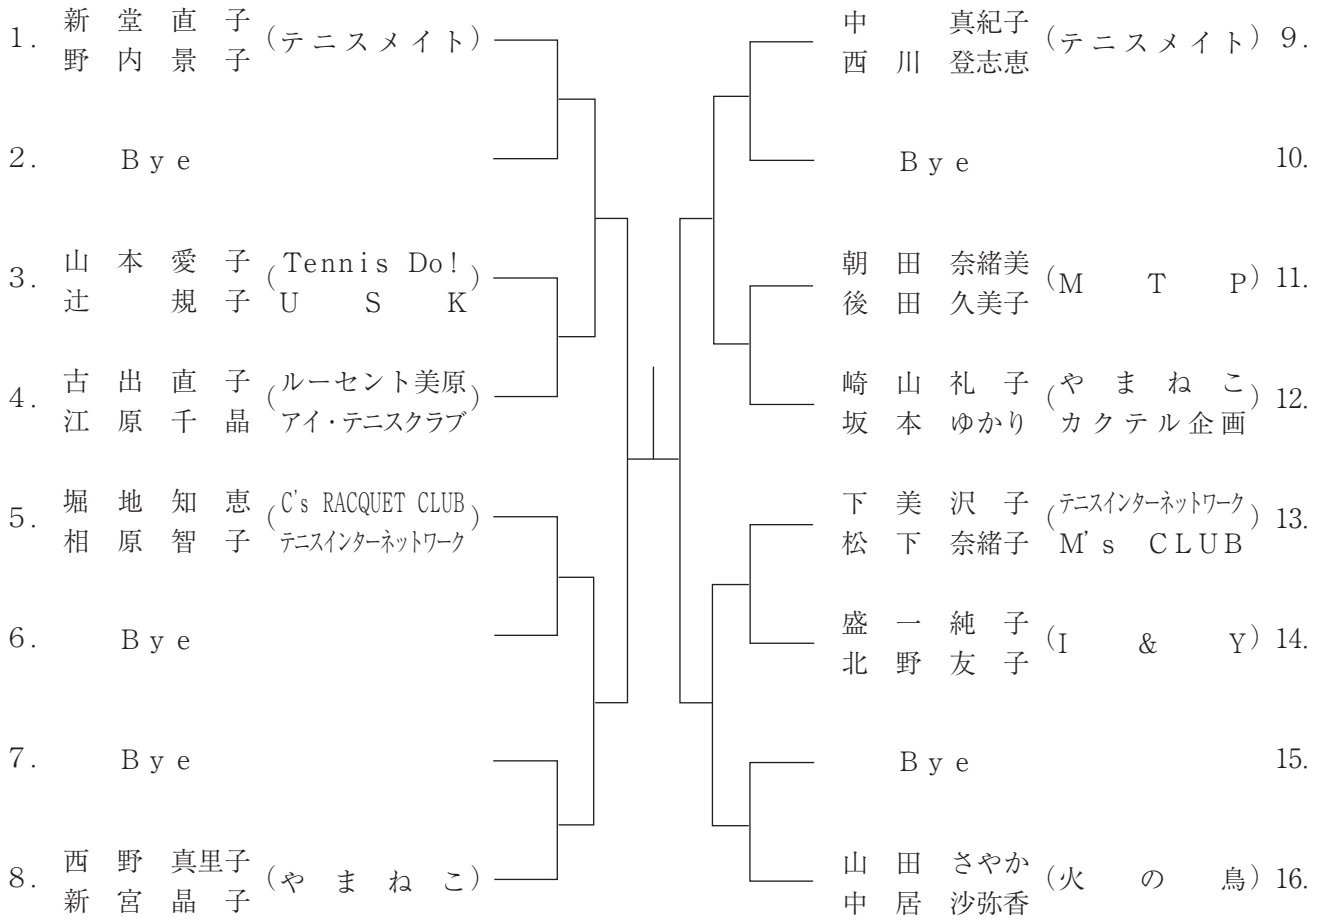 1. 新堂直子 (テニスメイト)
野内景子
2. Bye
3. 山本愛子 (Tennis Do!)
辻規子 USK
4. 古出直子 (ルーセント美原)
江原千晶 アイ・テニスクラブ
5. 堀地知恵 (C's RACQUET CLUB)
相原智子 テニスインターネットワーク
6. Bye
7. Bye
8. 西野真里子 (やまねこ)
新宮晶子
中真紀子 (テニスメイト) 9.
西川登志恵
Bye 10.
朝田奈緒美 (MTP) 11.
後田久美子
崎山礼子 (やまねこ) 12.
坂本ゆかり カクテル企画
下美沢子 (テニスインターネットワーク) 13.
松下奈緒子 M's CLUB
盛一純子 (I&Y) 14.
北野友子
Bye 15.
山田さやか (火の鳥) 16.
中居沙弥香